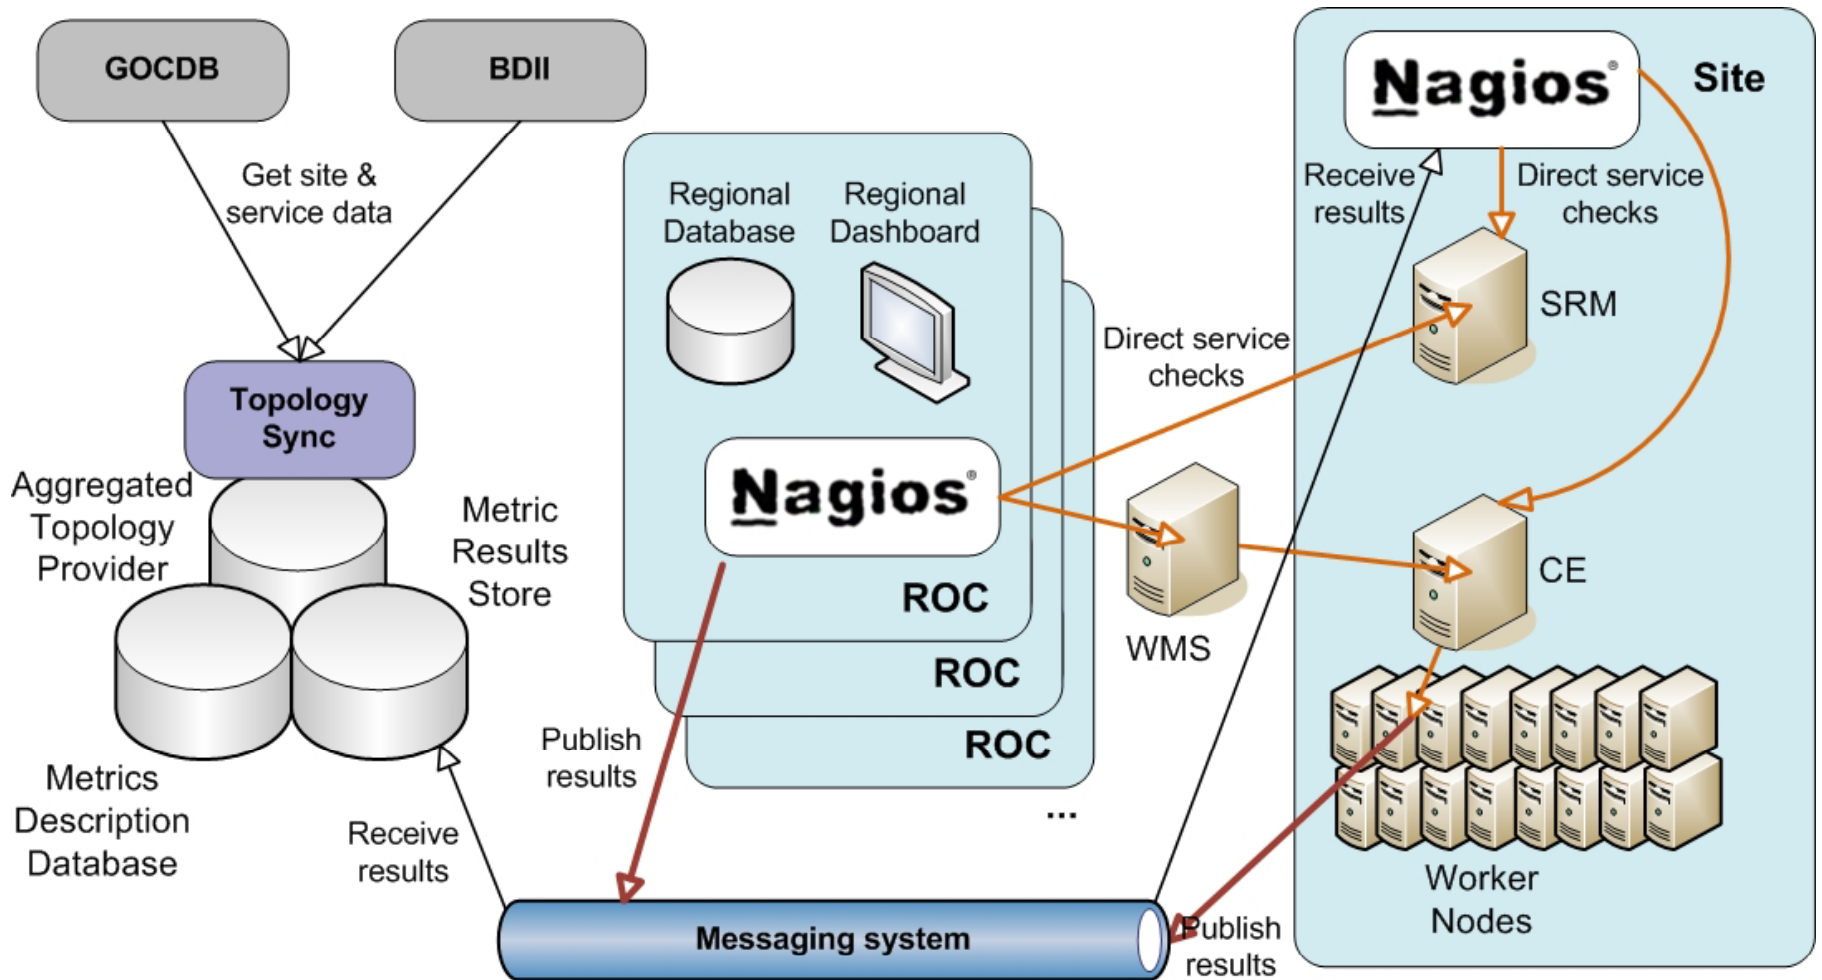 GOCDB
BDII
Get site &
service data
Topology
Sync
Aggregated
Topology
Provider
Metric
Results
Store
Metrics
Description
Database
Receive
results
Regional
Database
Regional
Dashboard
Nagios®
ROC
ROC
ROC
...
Publish
results
Messaging system
Direct service
checks
WMS
Nagios®
Site
Receive
results
Direct service
checks
SRM
CE
Worker
Nodes
Publish
results